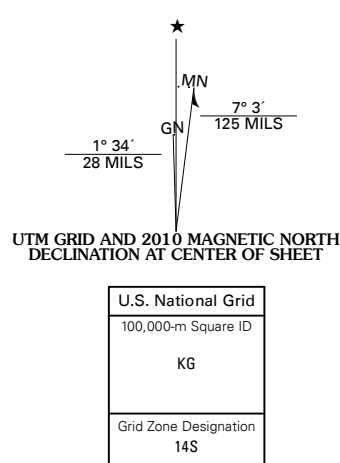 ★
MN
GN
7° 3´
125 MILS
1° 34´
28 MILS
UTM GRID AND 2010 MAGNETIC NORTH
DECLINATION AT CENTER OF SHEET
U.S. National Grid
100,000-m Square ID
KG
Grid Zone Designation
14S